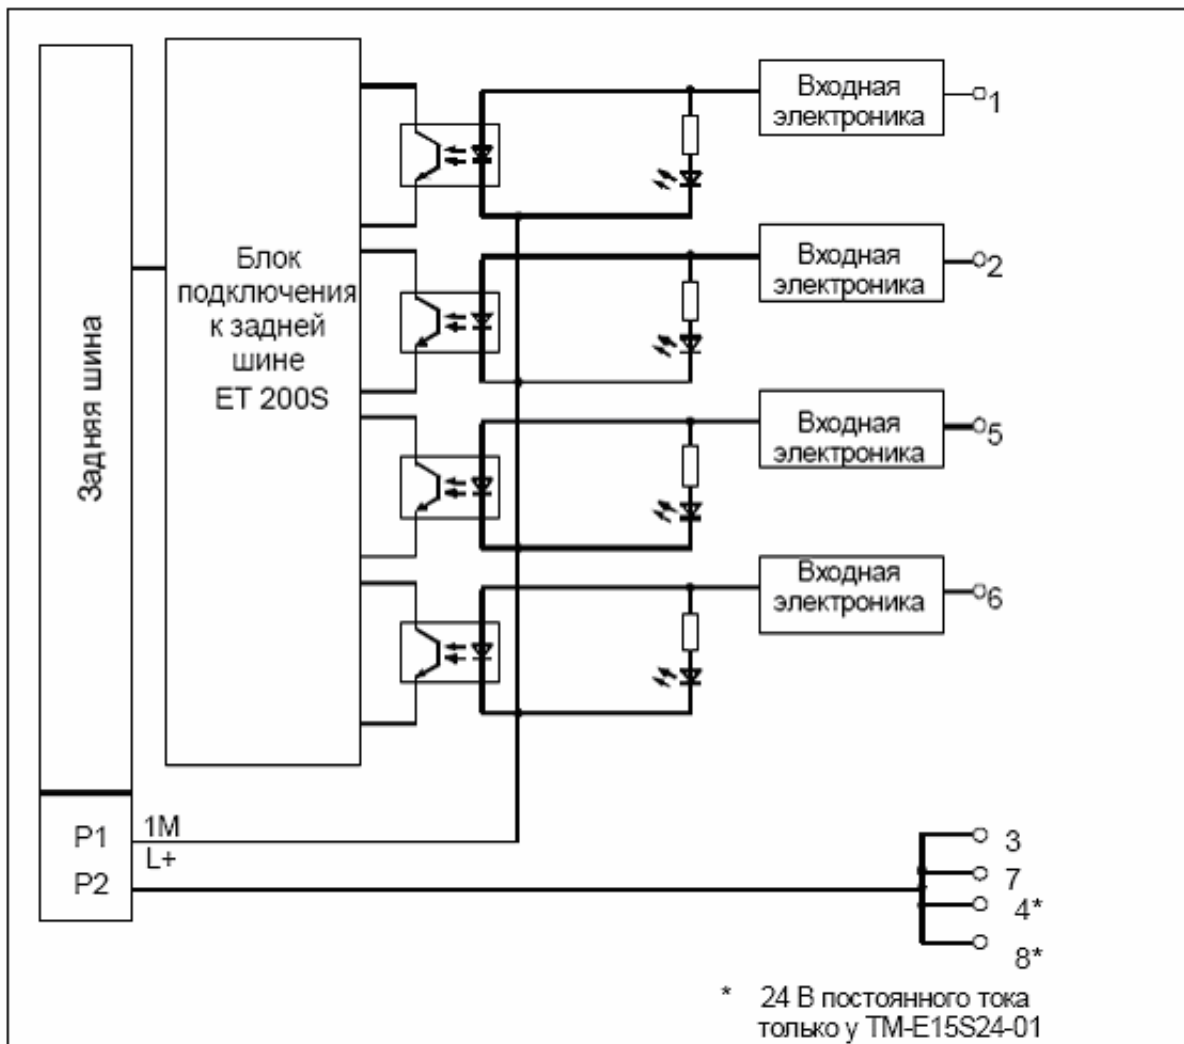 Задняя шина
Блок
подключения
к задней
шине
ET 200S
Входная
электроника
1
Входная
электроника
2
Входная
электроника
5
Входная
электроника
6
P1
1M
L+
P2
3
7
4*
8*
* 24 В постоянного тока
только у TM-E15S24-01